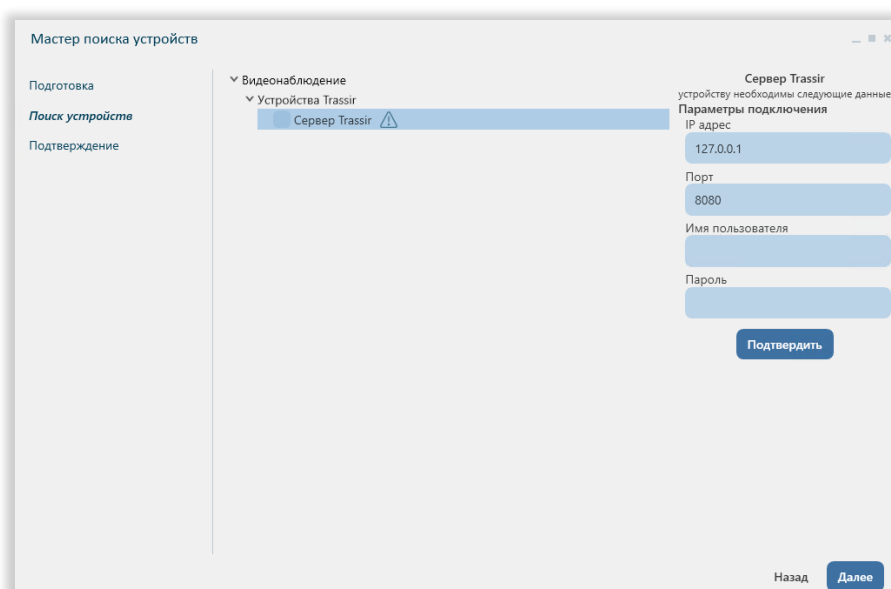 Мастер поиска устройств
Подготовка
Поиск устройств
Подтверждение
Видеонаблюдение
Устройства Trassir
Сервер Trassir
Сервер Trassir
устройству необходимы следующие данные
Параметры подключения
IP адрес
127.0.0.1
Порт
8080
Имя пользователя
Пароль
Подтвердить
Назад
Далее